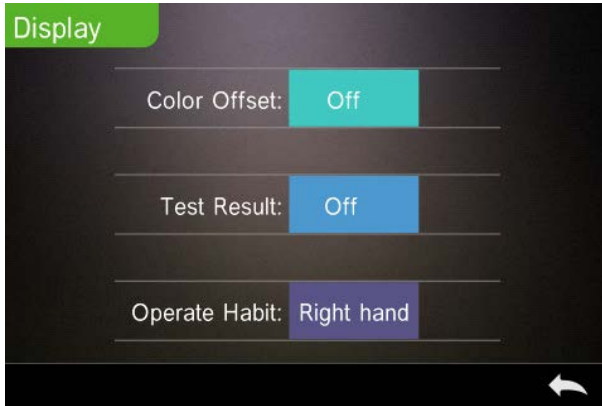 Display
Color Offset: Off
Test Result: Off
Operate Habit: Right hand